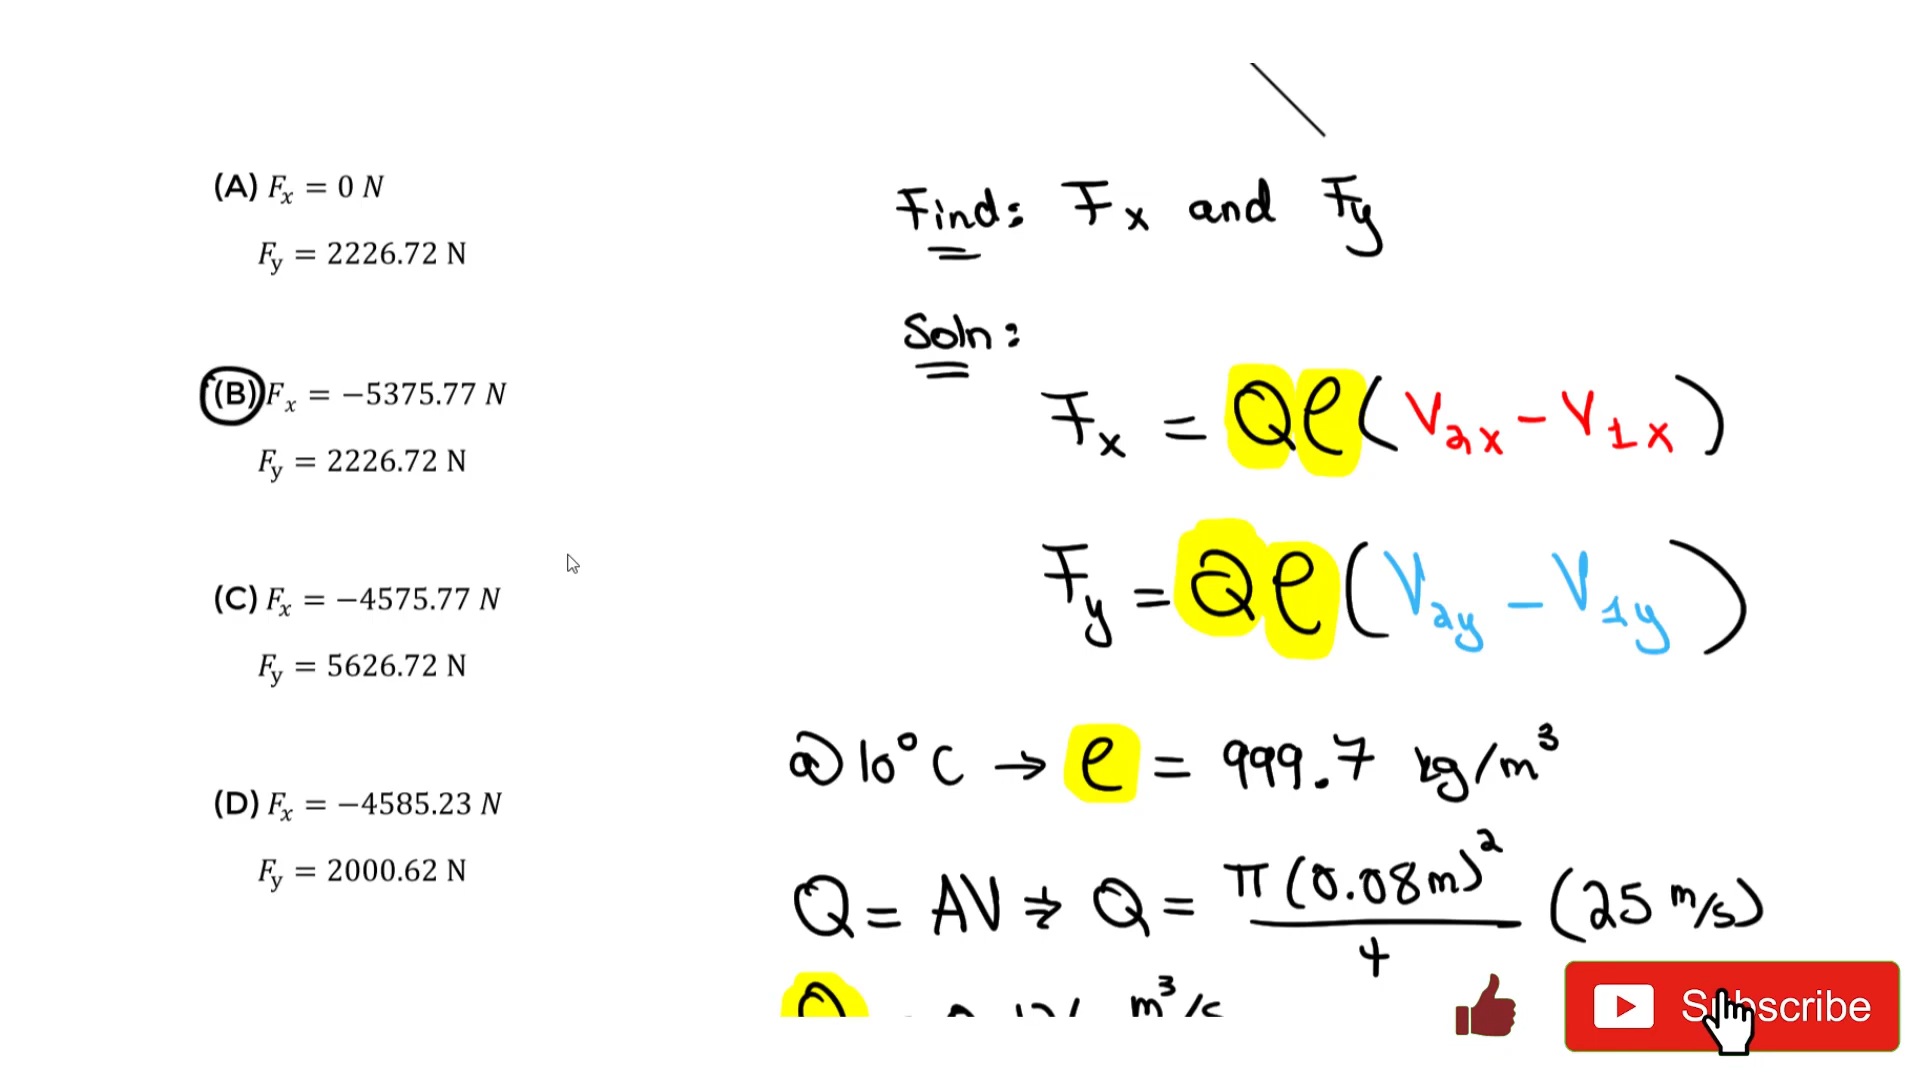 (A) Fx = 0 N
Fy = 2226.72 N
(B) Fx = −5375.77 N
Fy = 2226.72 N
(C) Fx = −4575.77 N
Fy = 5626.72 N
(D) Fx = −4585.23 N
Fy = 2000.62 N
Find: Fx and Fy
Soln:
Fx = Qρ(V2x − V1x)
Fy = Qρ(V2y − V1y)
@10°C → ρ = 999.7 kg/m³
Q = AV ⇒ Q = π(0.08m)²/4 (25 m/s)
Q m³/s
Subscribe